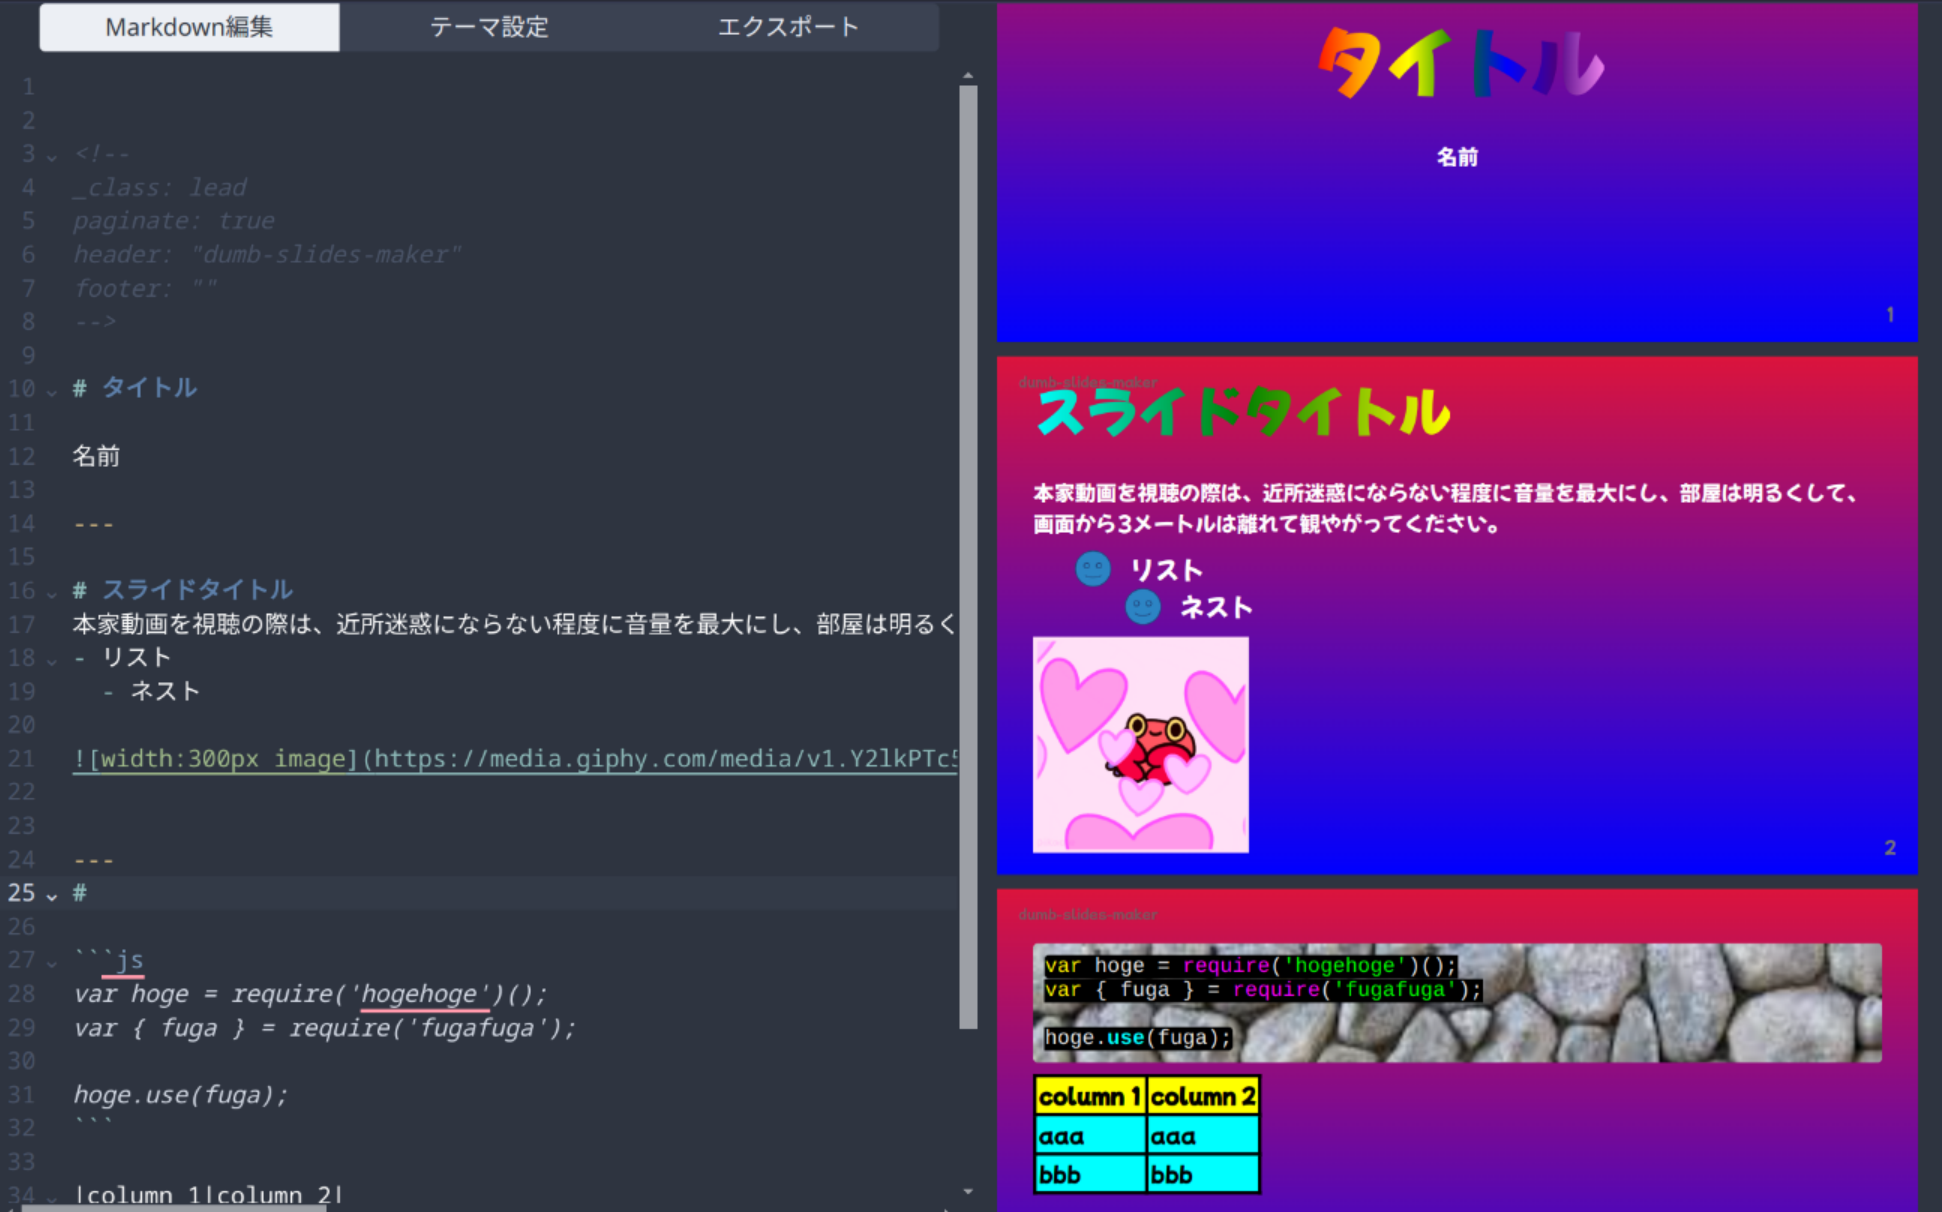 Markdown編集
テーマ設定
エクスポート
1
2
3 <!--
4 _class: lead
5 paginate: true
6 header: "dumb-slides-maker"
7 footer: ""
8 -->
9
10 # タイトル
11
12 名前
13
14 ---
15
16 # スライドタイトル
17 本家動画を視聴の際は、近所迷惑にならない程度に音量を最大にし、部屋は明るく
18 - リスト
19 - ネスト
20
21 ![width:300px image](https://media.giphy.com/media/v1.Y2lkPTc5
22
23
24 ---
25 #
26
27 ```js
28 var hoge = require('hogehoge')();
29 var { fuga } = require('fugafuga');
30
31 hoge.use(fuga);
32 ```
33
34 |column 1|column 2|
タイトル
名前
1
dumb-slides-maker
スライドタイトル
本家動画を視聴の際は、近所迷惑にならない程度に音量を最大にし、部屋は明るくして、
画面から3メートルは離れて観やがってください。
リスト
ネスト
2
dumb-slides-maker
var hoge = require('hogehoge')();
var { fuga } = require('fugafuga');
hoge.use(fuga);
column 1 column 2
aaa aaa
bbb bbb